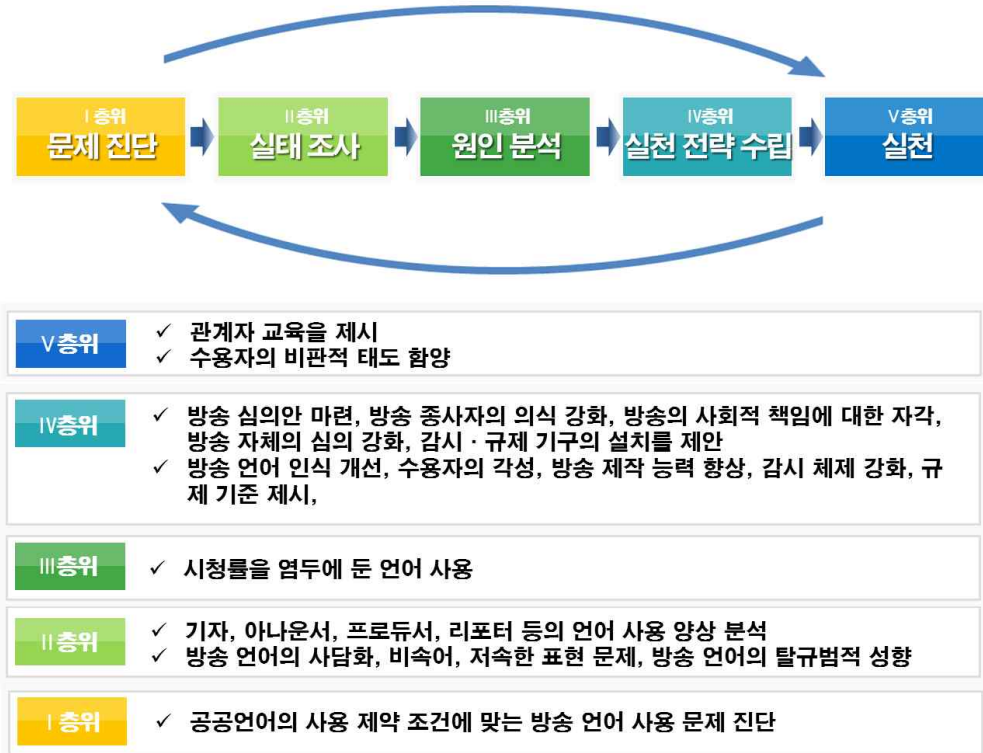 I 층위
문제 진단
II층위
실태 조사
III층위
원인 분석
IV층위
실천 전략 수립
V층위
실천
V층위
✓ 관계자 교육을 제시
✓ 수용자의 비판적 태도 함양
IV층위
✓ 방송 심의안 마련, 방송 종사자의 의식 강화, 방송의 사회적 책임에 대한 자각,
방송 자체의 심의 강화, 감시 · 규제 기구의 설치를 제안
✓ 방송 언어 인식 개선, 수용자의 각성, 방송 제작 능력 향상, 감시 체제 강화, 규
제 기준 제시,
III층위
✓ 시청률을 염두에 둔 언어 사용
II층위
✓ 기자, 아나운서, 프로듀서, 리포터 등의 언어 사용 양상 분석
✓ 방송 언어의 사담화, 비속어, 저속한 표현 문제, 방송 언어의 탈규범적 성향
I 층위
✓ 공공언어의 사용 제약 조건에 맞는 방송 언어 사용 문제 진단